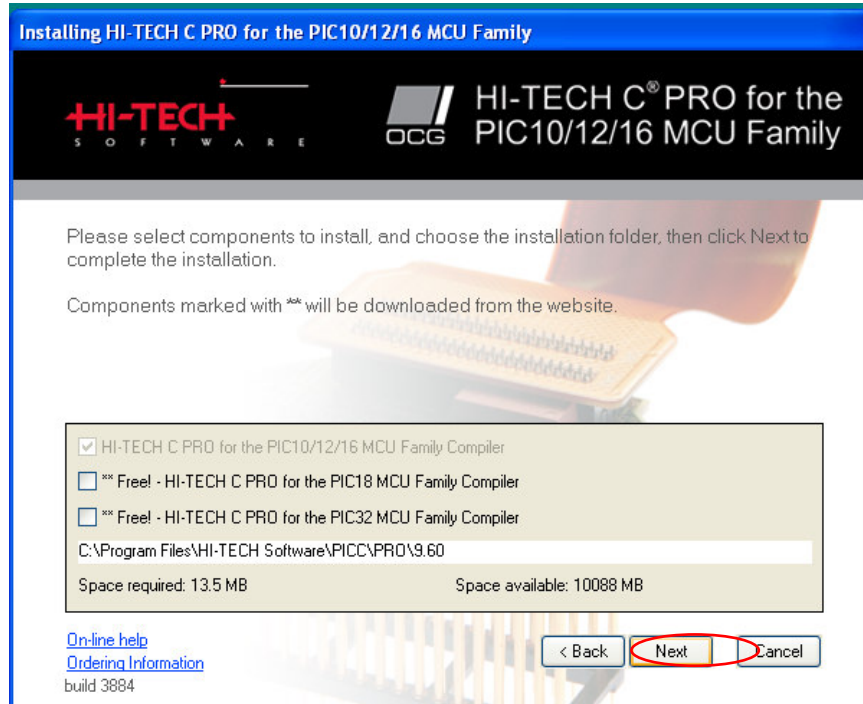 Installing HI-TECH C PRO for the PIC10/12/16 MCU Family
HI-TECH
SOFTWARE
OCG
HI-TECH C® PRO for the
PIC10/12/16 MCU Family
Please select components to install, and choose the installation folder, then click Next to
complete the installation.
Components marked with ** will be downloaded from the website.
HI-TECH C PRO for the PIC10/12/16 MCU Family Compiler
** Free! - HI-TECH C PRO for the PIC18 MCU Family Compiler
** Free! - HI-TECH C PRO for the PIC32 MCU Family Compiler
C:\Program Files\HI-TECH Software\PICC\PRO\9.60
Space required: 13.5 MB Space available: 10088 MB
On-line help
Ordering Information
build 3884
< Back Next Cancel